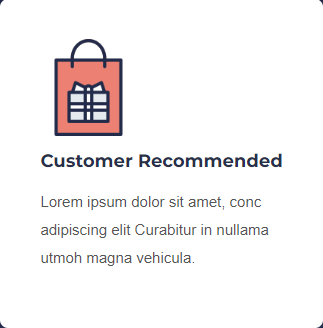 Customer Recommended
Lorem ipsum dolor sit amet, conc
adipiscing elit Curabitur in nullama
utmoh magna vehicula.